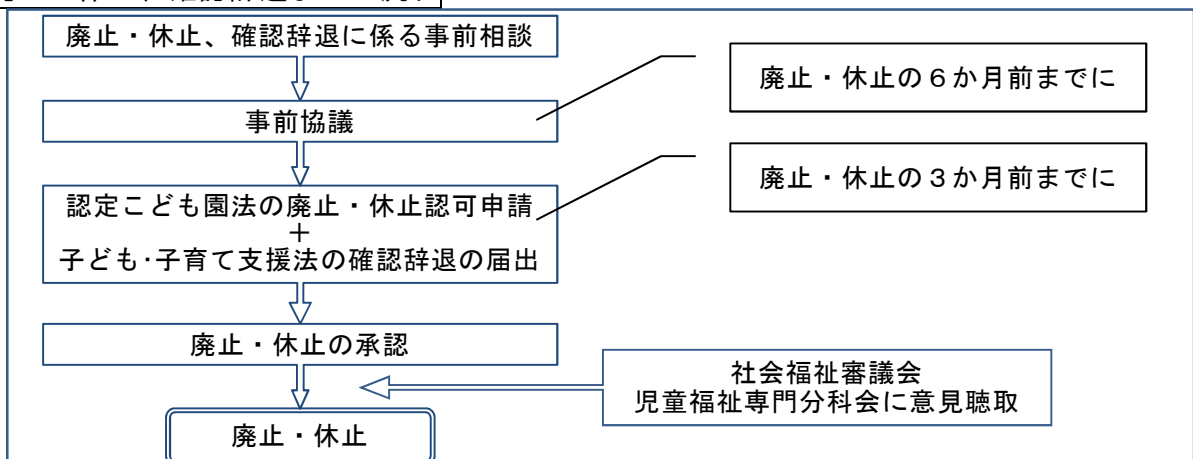 廃止・休止、確認辞退に係る事前相談
廃止・休止の６か月前までに
事前協議
廃止・休止の３か月前までに
認定こども園法の廃止・休止認可申請
＋
子ども･子育て支援法の確認辞退の届出
廃止・休止の承認
社会福祉審議会
児童福祉専門分科会に意見聴取
廃止・休止